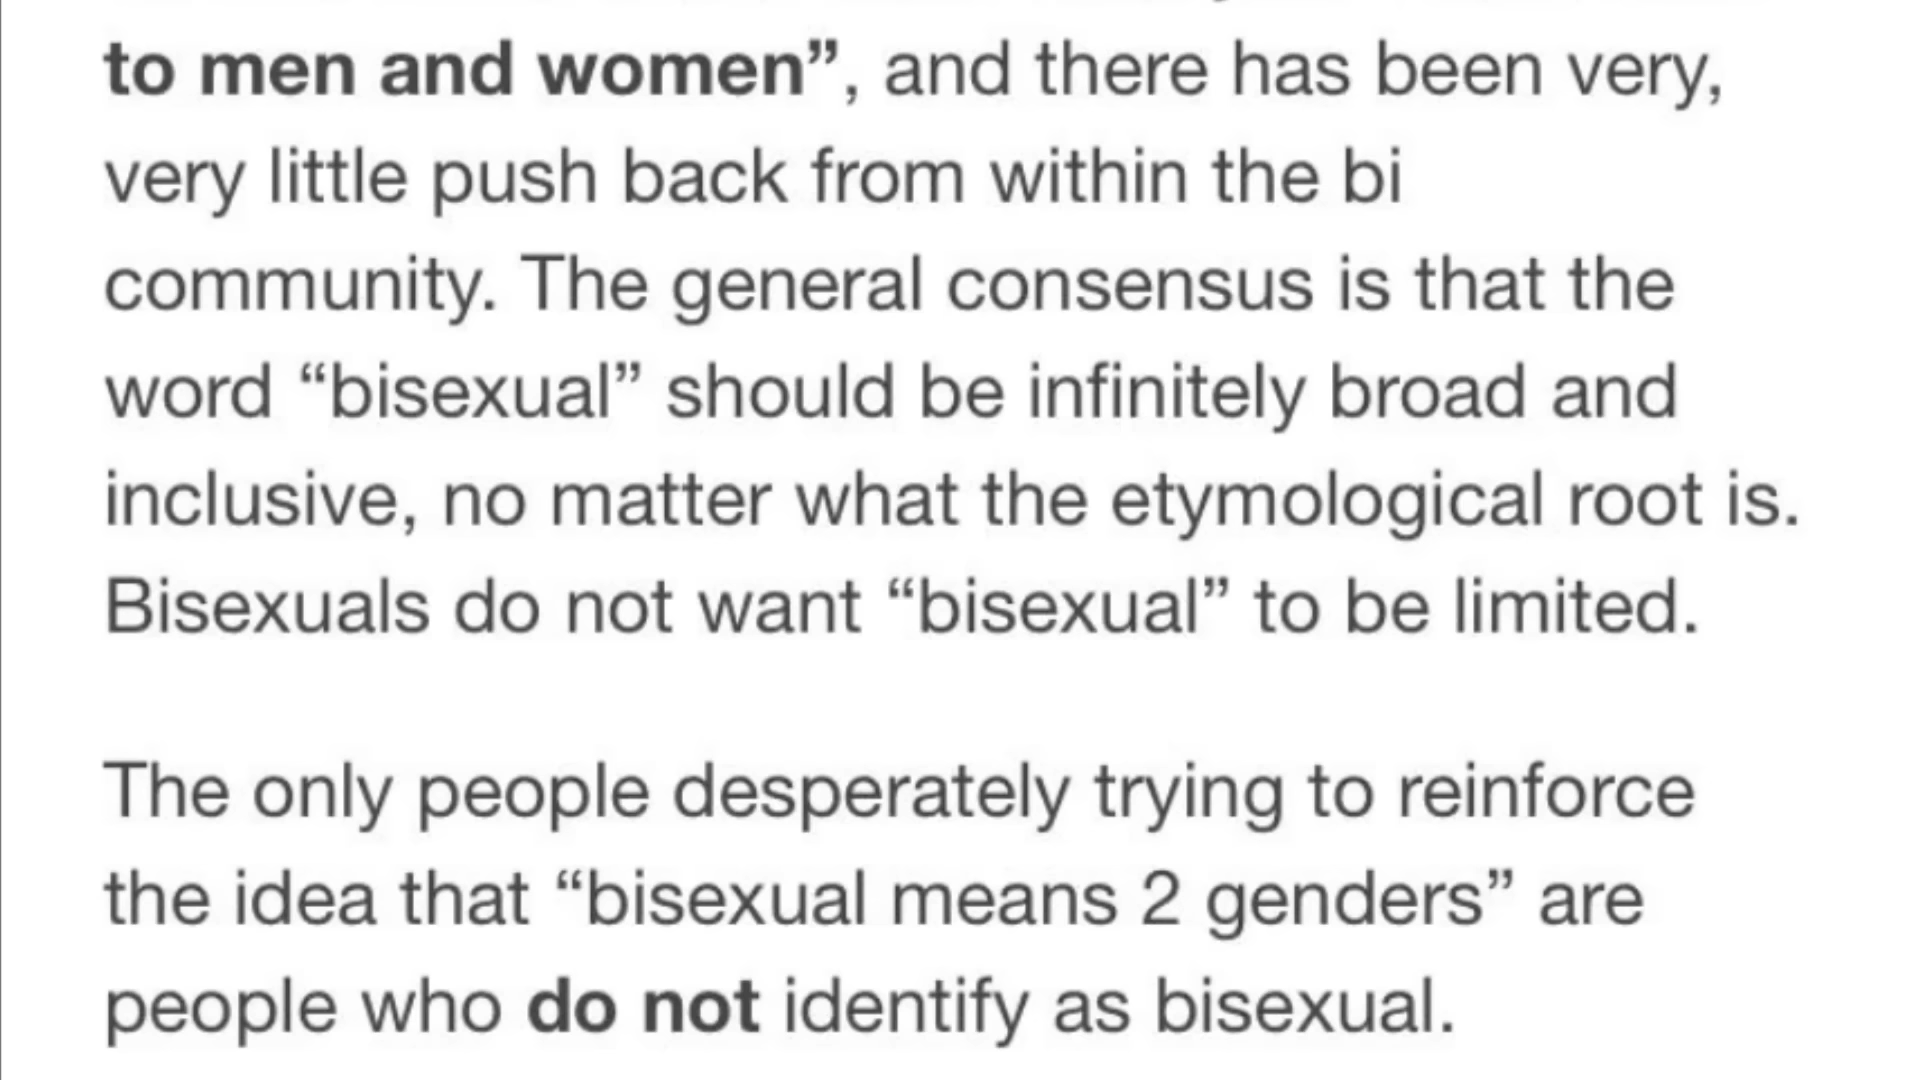 to men and women”, and there has been very,
very little push back from within the bi
community. The general consensus is that the
word “bisexual” should be infinitely broad and
inclusive, no matter what the etymological root is.
Bisexuals do not want “bisexual” to be limited.
The only people desperately trying to reinforce
the idea that “bisexual means 2 genders” are
people who do not identify as bisexual.